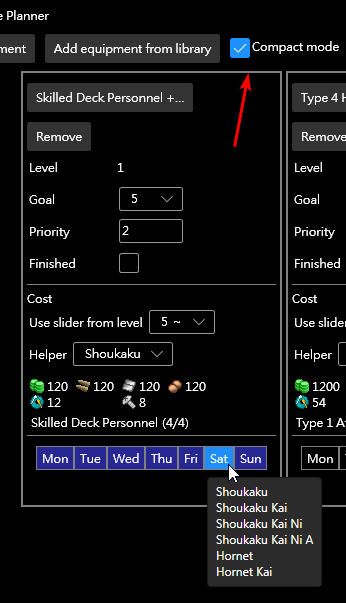 e Planner
ment
Add equipment from library
Compact mode
Skilled Deck Personnel +...
Remove
Level 1
Goal 5
Priority 2
Finished
Cost
Use slider from level 5 ~
Helper Shoukaku
120 120 120 120
12 8
Skilled Deck Personnel (4/4)
Mon Tue Wed Thu Fri Sat Sun
Shoukaku
Shoukaku Kai
Shoukaku Kai Ni
Shoukaku Kai Ni A
Hornet
Hornet Kai
Type 4 H
Remove
Level
Goal
Priority
Finished
Cost
Use slider
Helper
1200
54
Type 1 A
Mon T